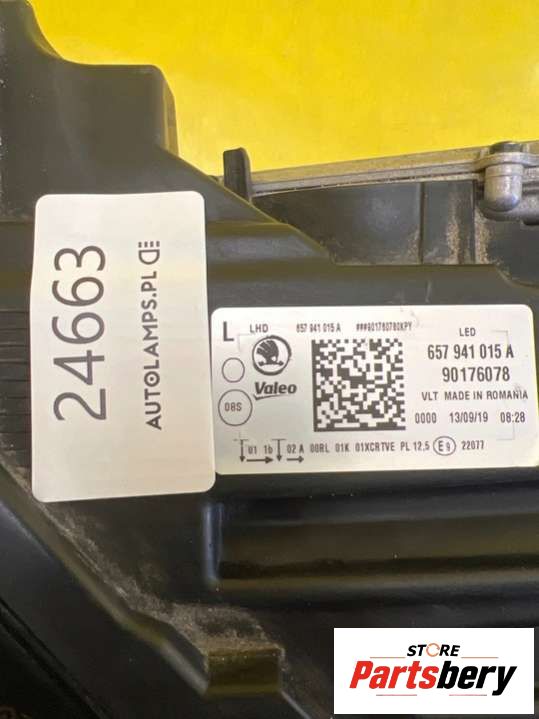 24663
AUTOLAMPS.PL
L LHD 657 941 015 A ###901760780KPY
LED
657 941 015 A
Valeo
90176078
VLT MADE IN ROMANIA
08S
0000 13/09/19 08:28
01 1b 02 A 00RL 01K 01XCRTVE PL 12,5 E9 22077
STORE
Partsbery